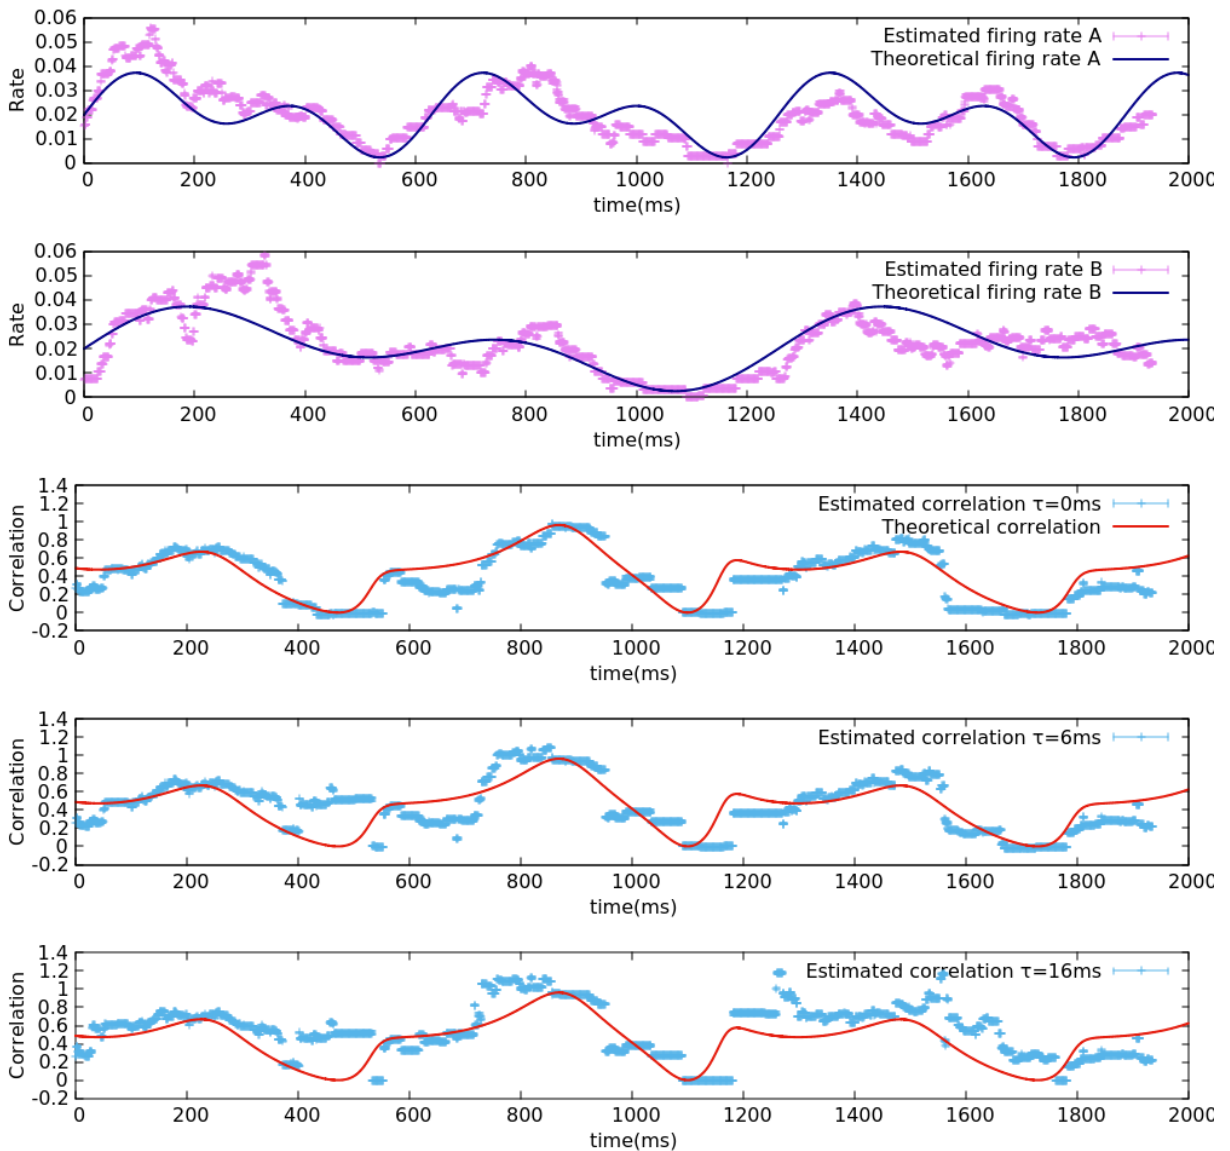 0.06
0.05
0.04
0.03
0.02
0.01
0
Rate
Estimated firing rate A
Theoretical firing rate A
0 200 400 600 800 1000 1200 1400 1600 1800 2000
time(ms)
0.06
0.05
0.04
0.03
0.02
0.01
0
Rate
Estimated firing rate B
Theoretical firing rate B
0 200 400 600 800 1000 1200 1400 1600 1800 2000
time(ms)
1.4
1.2
1
0.8
0.6
0.4
0.2
0
-0.2
Correlation
Estimated correlation τ=0ms
Theoretical correlation
0 200 400 600 800 1000 1200 1400 1600 1800 2000
time(ms)
1.4
1.2
1
0.8
0.6
0.4
0.2
0
-0.2
Correlation
Estimated correlation τ=6ms
0 200 400 600 800 1000 1200 1400 1600 1800 2000
time(ms)
1.4
1.2
1
0.8
0.6
0.4
0.2
0
-0.2
Correlation
Estimated correlation τ=16ms
0 200 400 600 800 1000 1200 1400 1600 1800 2000
time(ms)